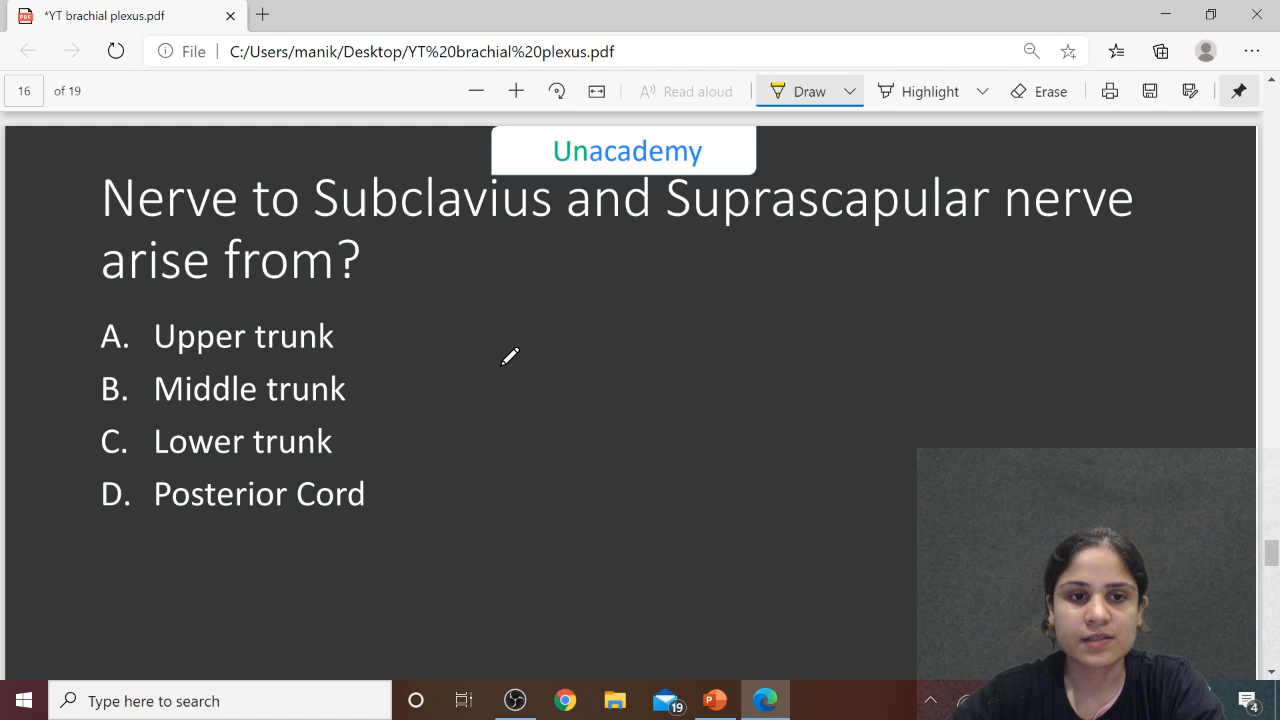 *YT brachial plexus.pdf
File
C:/Users/manik/Desktop/YT%20brachial%20plexus.pdf
16 of 19
Read aloud
Draw
Highlight
Erase
Unacademy
Nerve to Subclavius and Suprascapular nerve
arise from?
A. Upper trunk
B. Middle trunk
C. Lower trunk
D. Posterior Cord
Type here to search
19
4